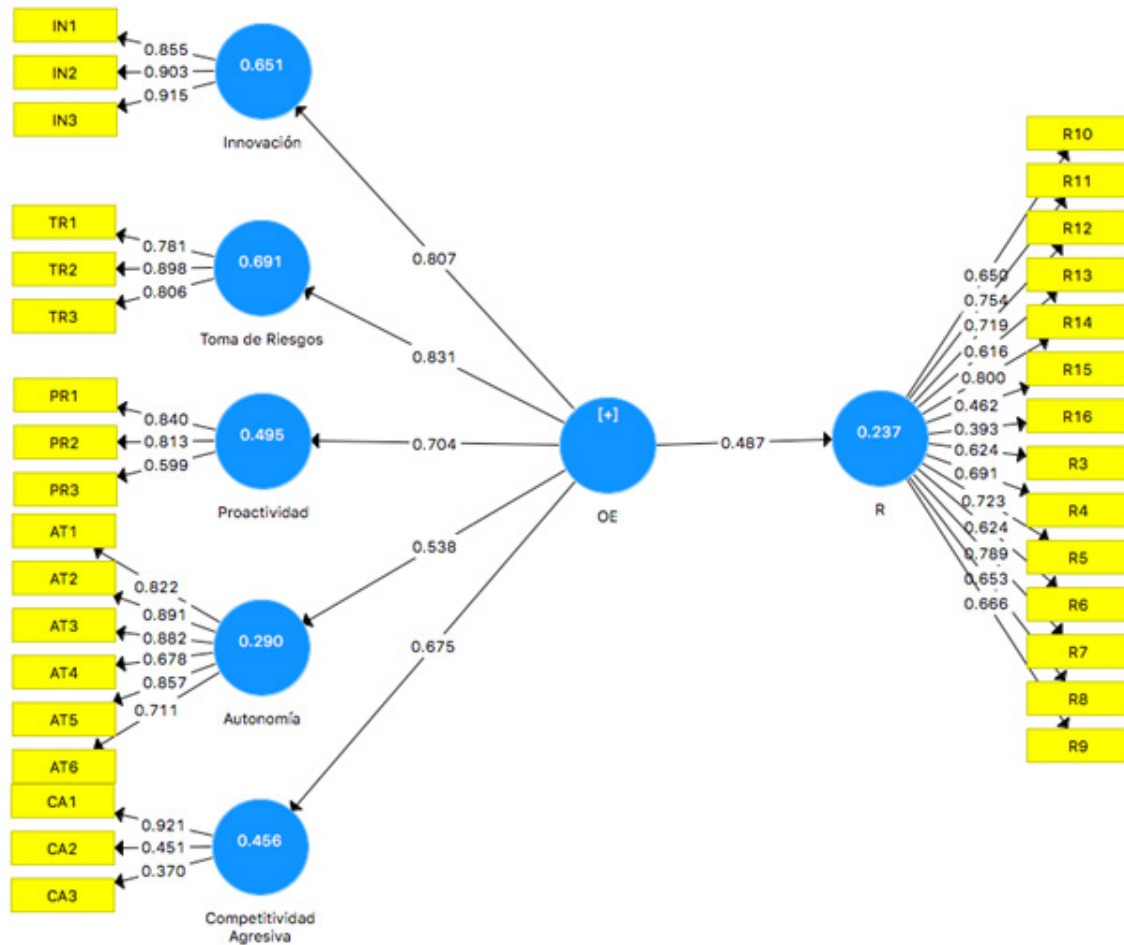 IN1
IN2
IN3
0.855
0.903
0.915
0.651
Innovación
TR1
TR2
TR3
0.781
0.898
0.806
0.691
Toma de Riesgos
PR1
PR2
PR3
0.840
0.813
0.599
0.495
Proactividad
AT1
AT2
AT3
AT4
AT5
AT6
0.822
0.891
0.882
0.678
0.857
0.711
0.290
Autonomía
CA1
CA2
CA3
0.921
0.451
0.370
0.456
Competitividad
Agresiva
0.807
0.831
0.704
0.538
0.675
[+]
OE
0.487
0.237
R
0.650
0.754
0.719
0.616
0.800
0.462
0.393
0.624
0.691
0.723
0.624
0.789
0.653
0.666
R10
R11
R12
R13
R14
R15
R16
R3
R4
R5
R6
R7
R8
R9